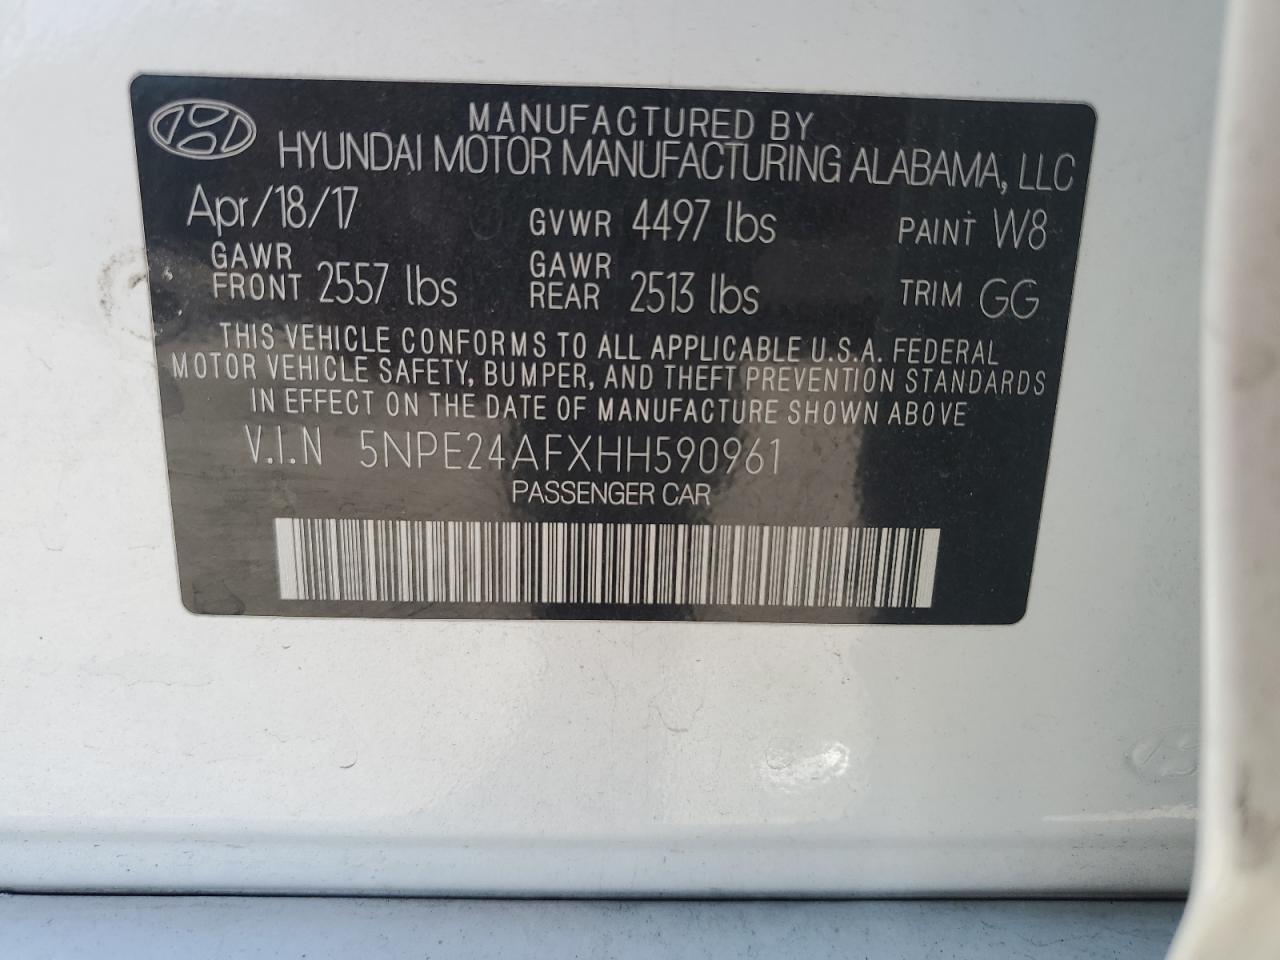 MANUFACTURED BY
HYUNDAI MOTOR MANUFACTURING ALABAMA, LLC
Apr/18/17 GVWR 4497 lbs PAINT W8
GAWR FRONT 2557 lbs GAWR REAR 2513 lbs TRIM GG
THIS VEHICLE CONFORMS TO ALL APPLICABLE U.S.A. FEDERAL
MOTOR VEHICLE SAFETY, BUMPER, AND THEFT PREVENTION STANDARDS
IN EFFECT ON THE DATE OF MANUFACTURE SHOWN ABOVE
V.I.N 5NPE24AFXHH590961
PASSENGER CAR